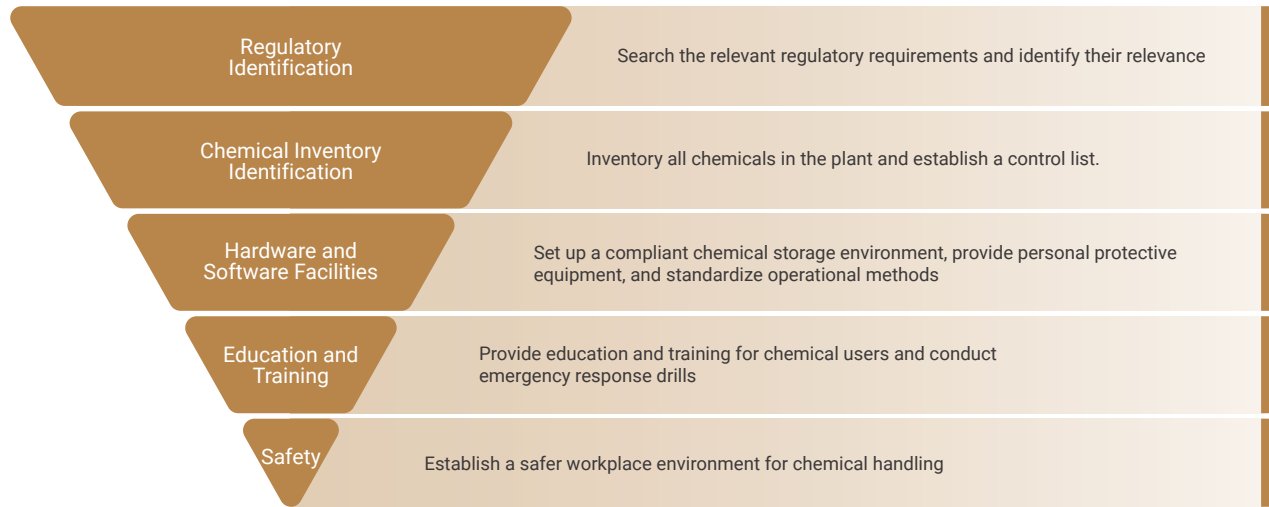 Regulatory
Identification
Search the relevant regulatory requirements and identify their relevance
Chemical Inventory
Identification
Inventory all chemicals in the plant and establish a control list.
Hardware and
Software Facilities
Set up a compliant chemical storage environment, provide personal protective
equipment, and standardize operational methods
Education and
Training
Provide education and training for chemical users and conduct
emergency response drills
Safety
Establish a safer workplace environment for chemical handling